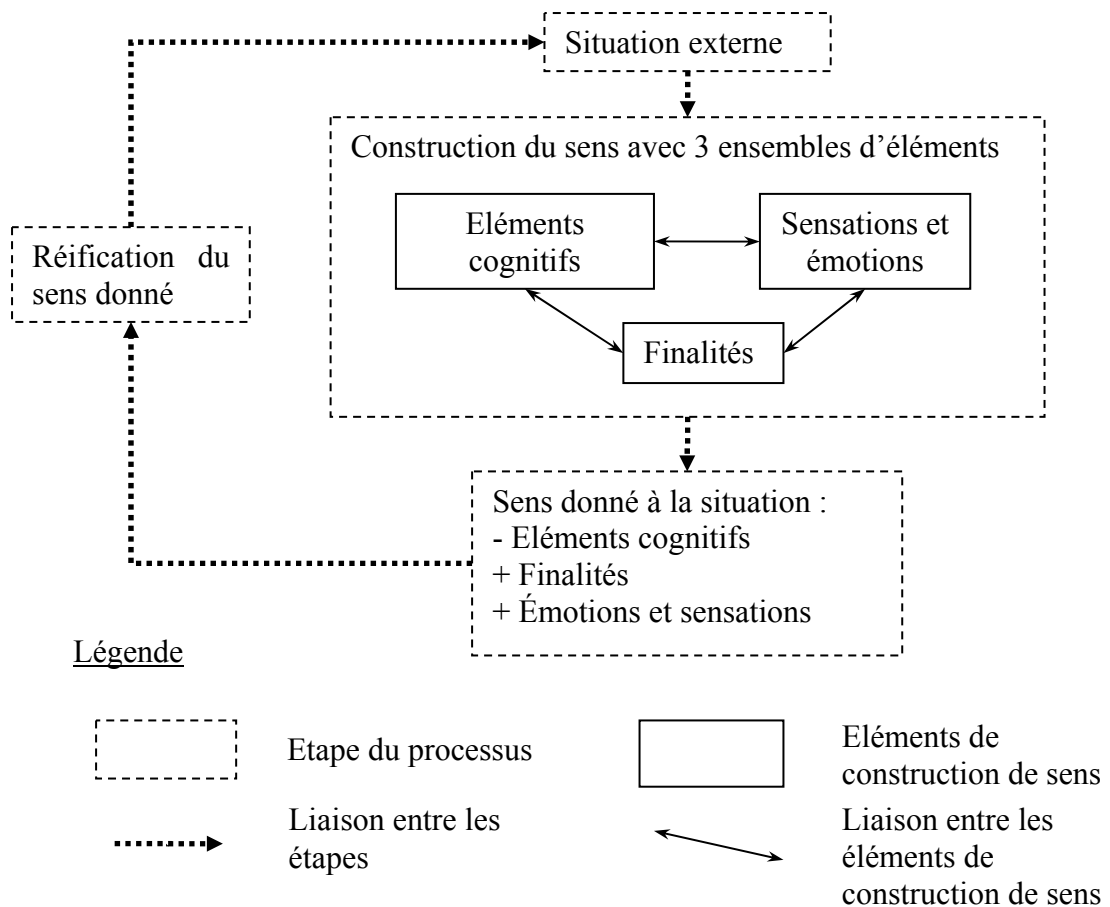 Situation externe
Construction du sens avec 3 ensembles d’éléments
Eléments
cognitifs
Sensations et
émotions
Finalités
Réification du
sens donné
Sens donné à la situation :
- Eléments cognitifs
+ Finalités
+ Émotions et sensations
Légende
Etape du processus
Eléments de
construction de sens
Liaison entre les
étapes
Liaison entre les
éléments de
construction de sens